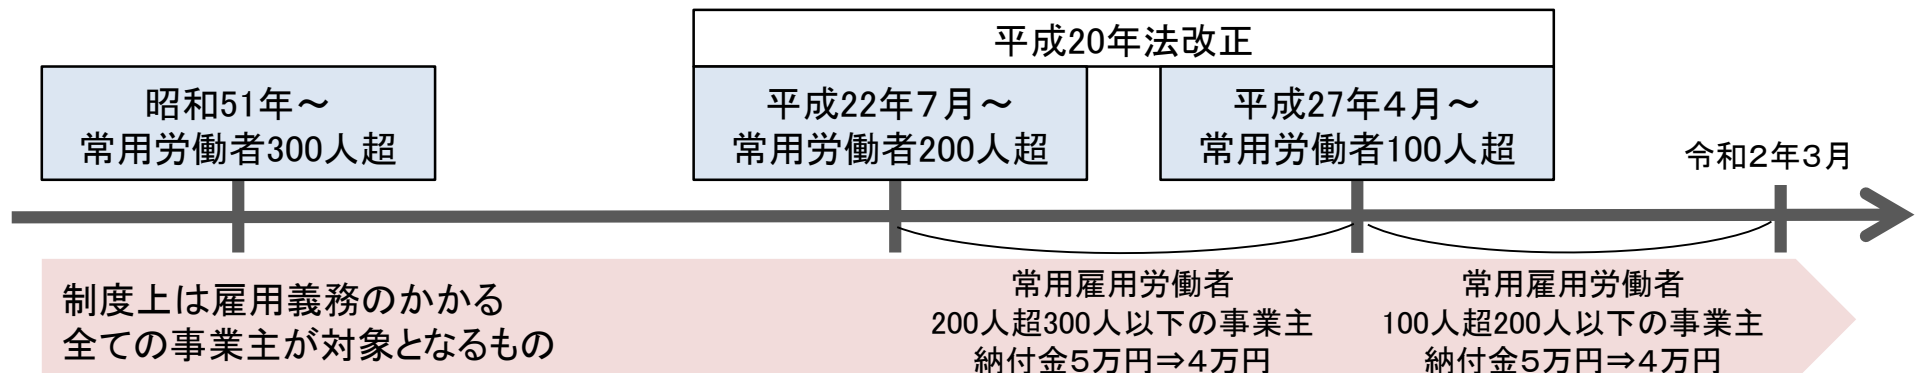 平成20年法改正
昭和51年～
常用労働者300人超
平成22年７月～
常用労働者200人超
平成27年４月～
常用労働者100人超
令和２年３月
制度上は雇用義務のかかる
全ての事業主が対象となるもの
常用雇用労働者
200人超300人以下の事業主
納付金５万円⇒４万円
常用雇用労働者
100人超200人以下の事業主
納付金５万円⇒４万円